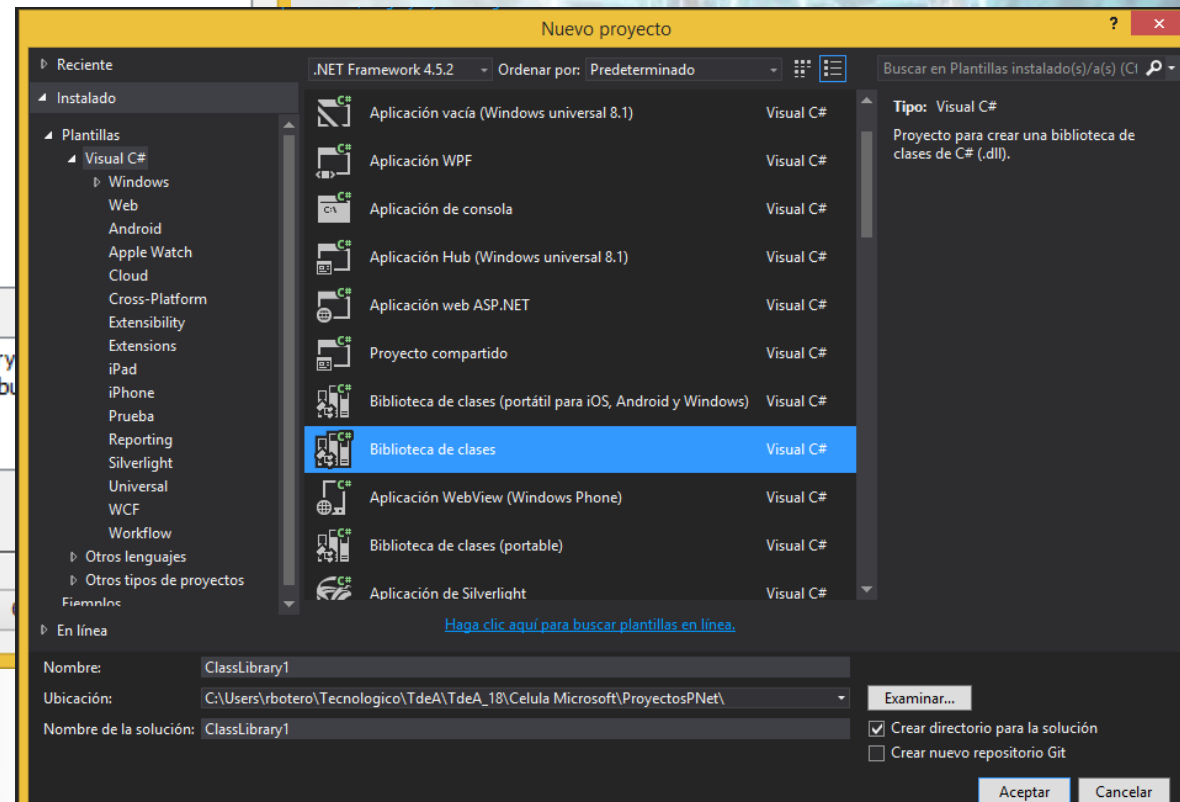 Nuevo proyecto
?
Reciente
.NET Framework 4.5.2
Ordenar por:
Predeterminado
Buscar en Plantillas instalado(s)/a(s) (Ct
Instalado
Plantillas
Visual C#
Windows
Web
Android
Apple Watch
Cloud
Cross-Platform
Extensibility
Extensions
iPad
iPhone
Prueba
Reporting
Silverlight
Universal
WCF
Workflow
Otros lenguajes
Otros tipos de proyectos
Ejemplos
En línea
Aplicación vacía (Windows universal 8.1) Visual C#
Aplicación WPF Visual C#
Aplicación de consola Visual C#
Aplicación Hub (Windows universal 8.1) Visual C#
Aplicación web ASP.NET Visual C#
Proyecto compartido Visual C#
Biblioteca de clases (portátil para iOS, Android y Windows) Visual C#
Biblioteca de clases Visual C#
Aplicación WebView (Windows Phone) Visual C#
Biblioteca de clases (portable) Visual C#
Aplicación de Silverlight Visual C#
Haga clic aquí para buscar plantillas en línea.
Tipo: Visual C#
Proyecto para crear una biblioteca de
clases de C# (.dll).
Nombre: ClassLibrary1
Ubicación: C:\Users\rbotero\Tecnologico\TdeA\TdeA_18\Celula Microsoft\ProyectosPNet\
Examinar...
Nombre de la solución: ClassLibrary1
Crear directorio para la solución
Crear nuevo repositorio Git
Aceptar
Cancelar